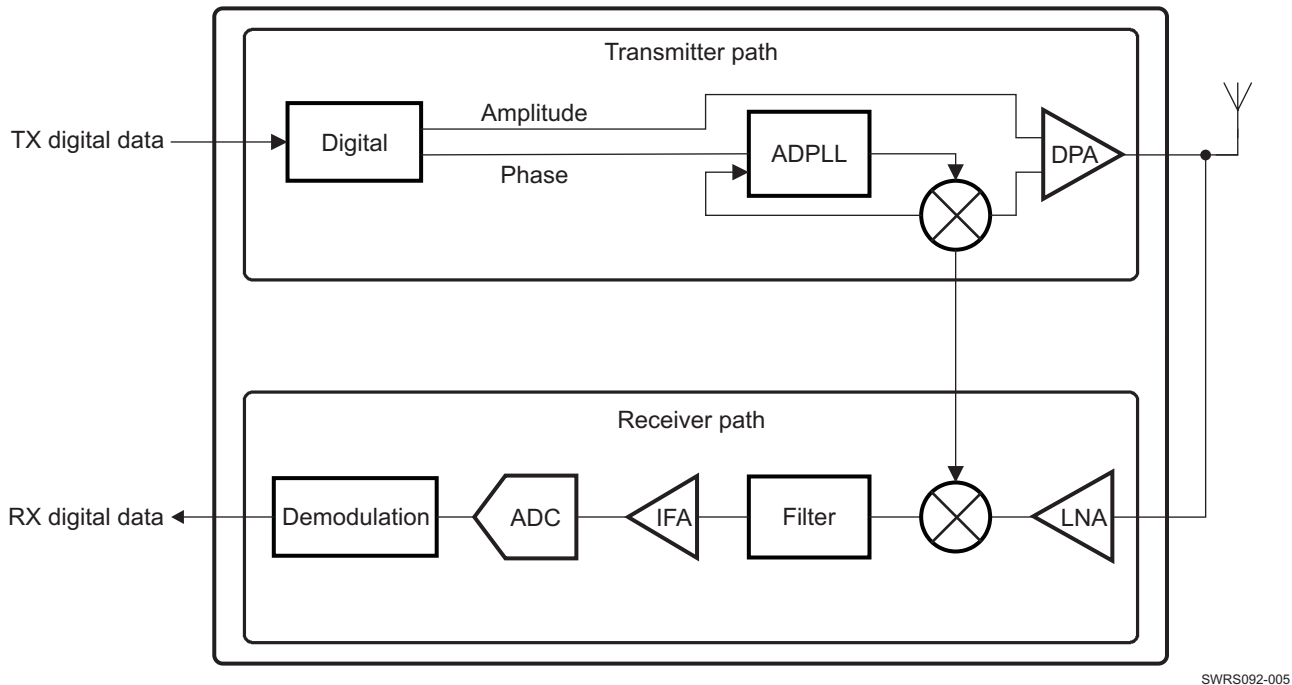 Transmitter path
Amplitude
TX digital data
Digital
ADPLL
DPA
Phase
Receiver path
RX digital data
Demodulation
ADC
IFA
Filter
LNA
SWRS092-005